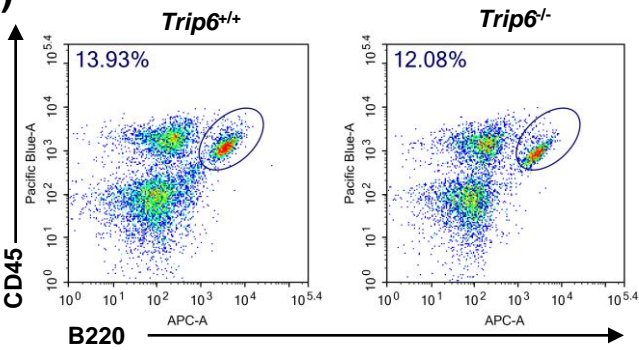 )
Trip6+/+ Trip6-/-
13.93% 12.08%
10^5.4 10^5.4
10^4 10^4
10^3 10^3
10^2 10^2
10^1 10^1
10^0 10^0
Pacific Blue-A Pacific Blue-A
CD45
10^0 10^1 10^2 10^3 10^4 10^5.4 10^0 10^1 10^2 10^3 10^4 10^5.4
APC-A APC-A
B220